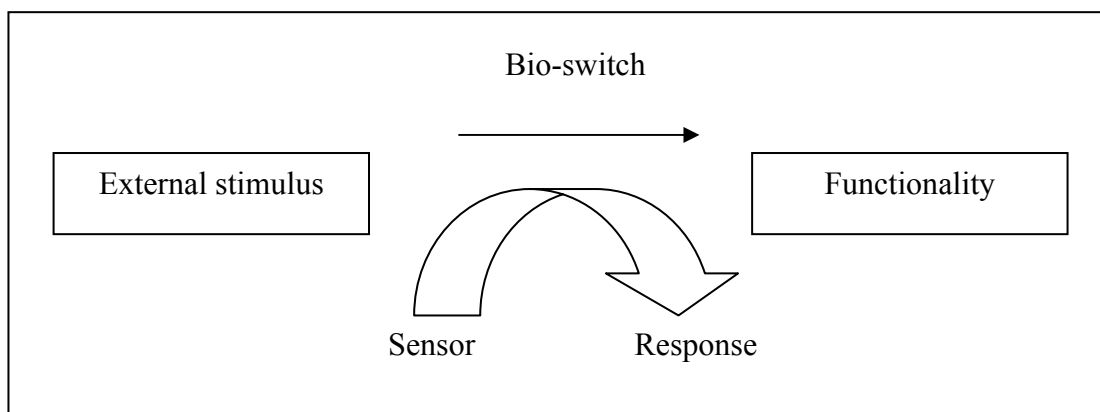 Bio-switch
External stimulus
Functionality
Sensor
Response